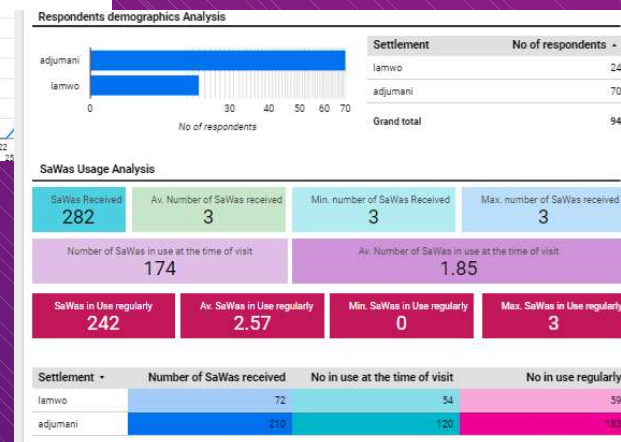 Respondents demographics Analysis
Settlement No of respondents
lamwo 24
adjumani 70
Grand total 94
adjumani
lamwo
0 30 40 50 60 70
No of respondents
22
25
SaWas Usage Analysis
SaWas Received
282
Av. Number of SaWas received
3
Min. number of SaWas Received
3
Max. number of SaWas received
3
Number of SaWas in use at the time of visit
174
Av. Number of SaWas in use at the time of visit
1.85
SaWas in Use regularly
242
Av. SaWas in Use regularly
2.57
Min. SaWas in Use regularly
0
Max. SaWas in Use regularly
3
Settlement Number of SaWas received No in use at the time of visit No in use regularly
lamwo 72 54 59
adjumani 210 120 183